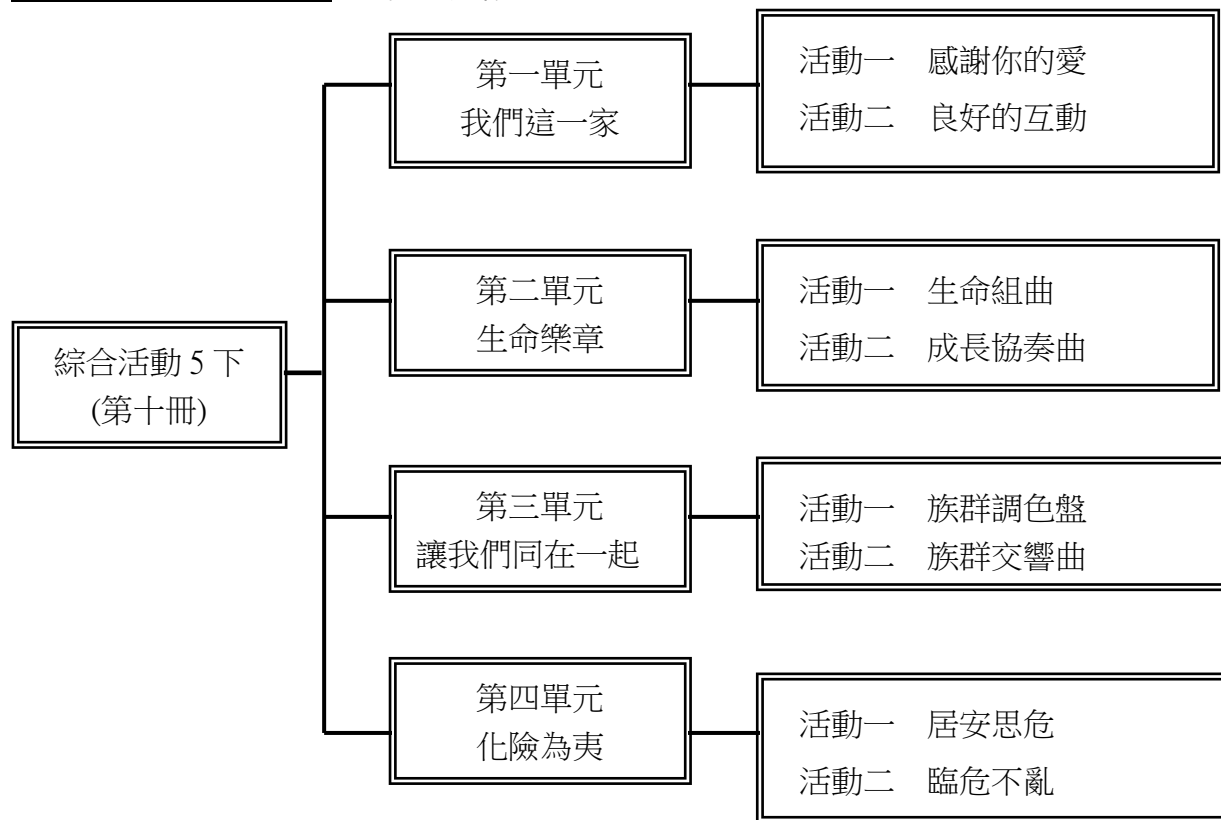 綜合活動 5 下
(第十冊)
第一單元
我們這一家
活動一　感謝你的愛
活動二　良好的互動
第二單元
生命樂章
活動一　生命組曲
活動二　成長協奏曲
第三單元
讓我們同在一起
活動一　族群調色盤
活動二　族群交響曲
第四單元
化險為夷
活動一　居安思危
活動二　臨危不亂